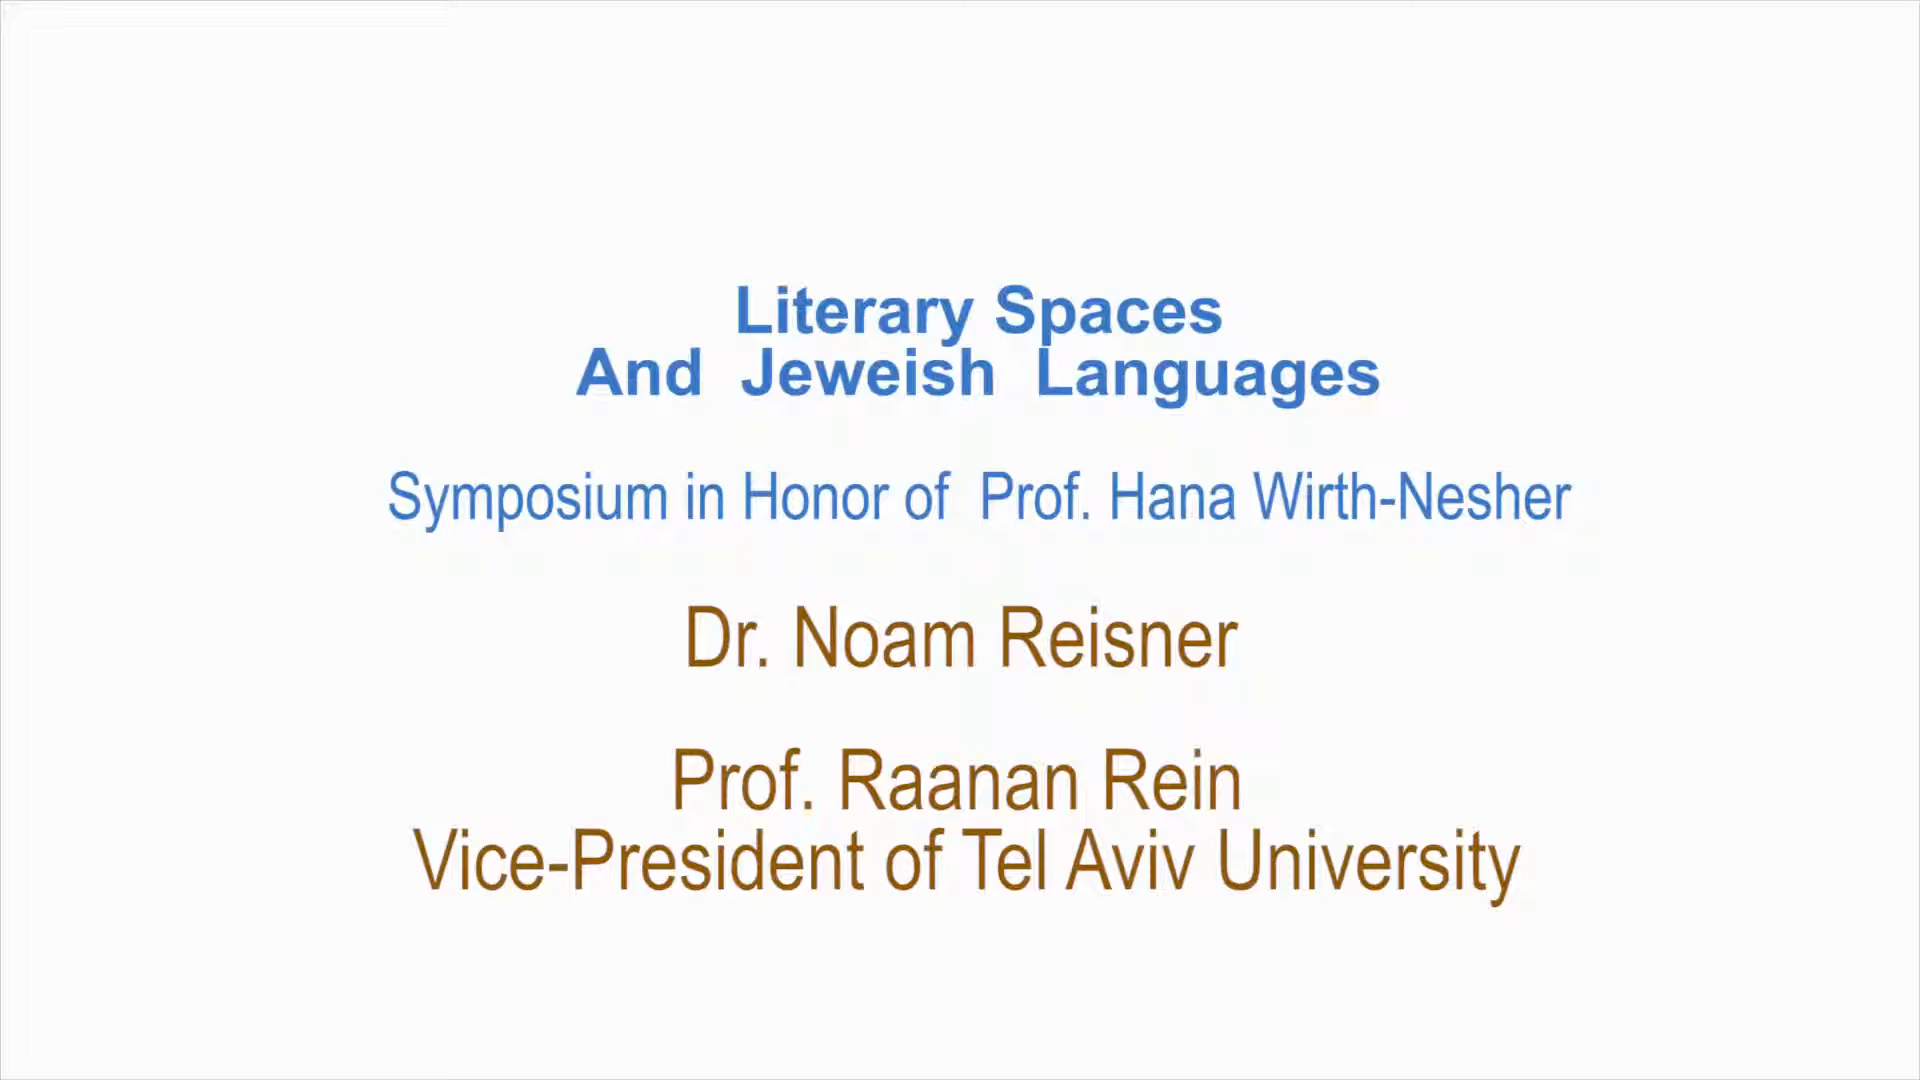 Literary Spaces
And Jeweish Languages
Symposium in Honor of Prof. Hana Wirth-Nesher
Dr. Noam Reisner
Prof. Raanan Rein
Vice-President of Tel Aviv University